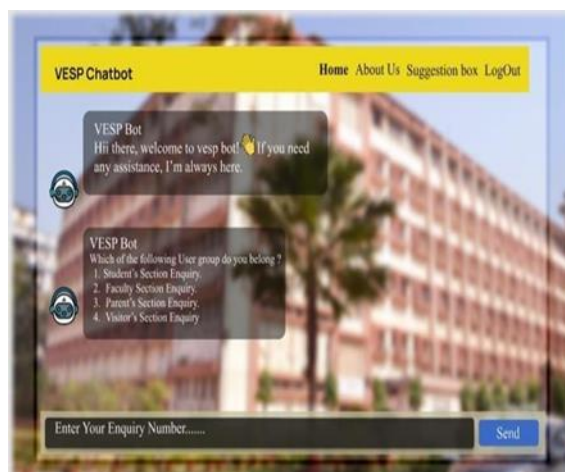 VESP Chatbot
Home About Us Suggestion box LogOut
VESP Bot
Hii there, welcome to vesp bot!👋 If you need
any assistance, I'm always here.
VESP Bot
Which of the following User group do you belong ?
1. Student's Section Enquiry.
2. Faculty Section Enquiry.
3. Parent's Section Enquiry.
4. Visitor's Section Enquiry
Enter Your Enquiry Number.......
Send